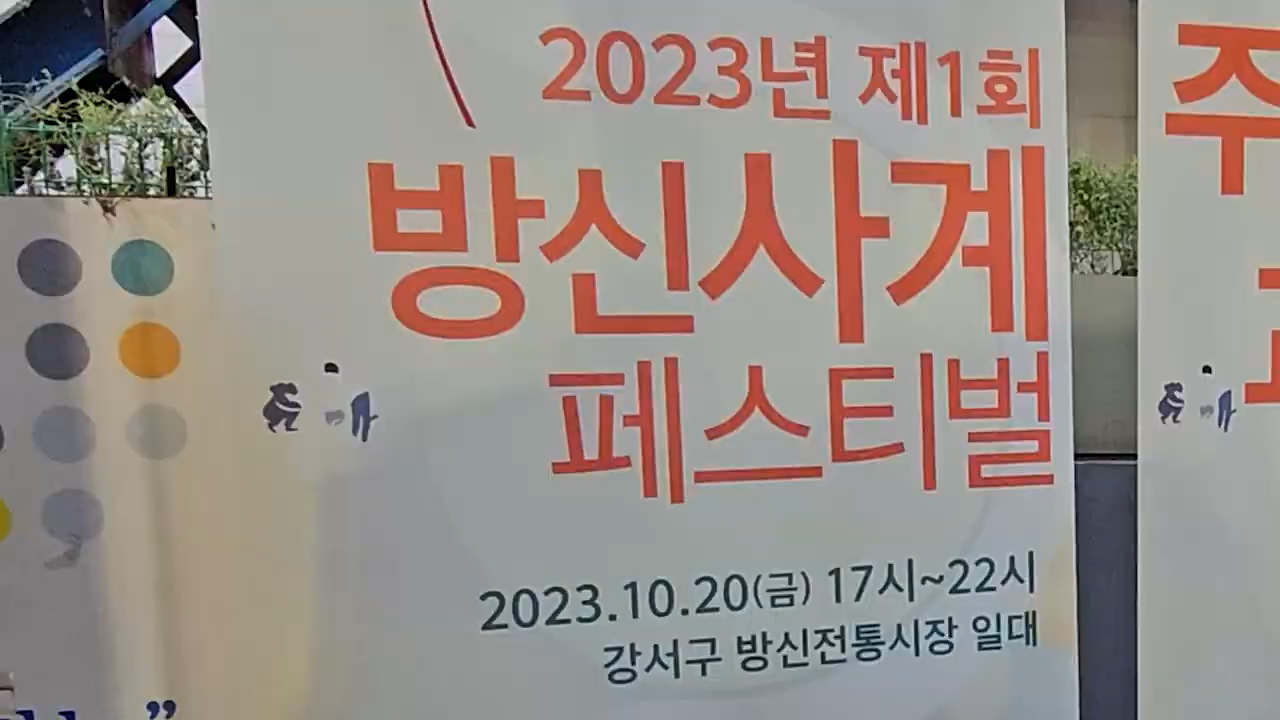 2023년 제1회
방신사계
페스티벌
2023.10.20(금) 17시~22시
강서구 방신전통시장 일대